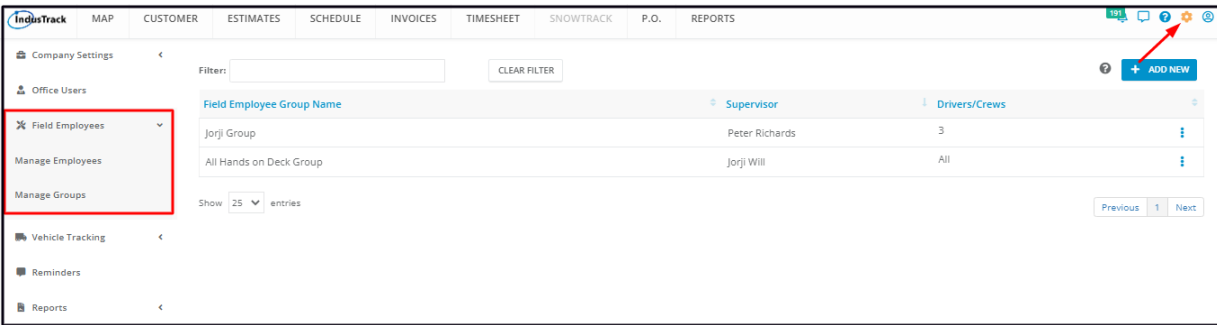 IndusTrack MAP CUSTOMER ESTIMATES SCHEDULE INVOICES TIMESHEET SNOWTRACK P.O. REPORTS 191
Company Settings
Office Users
Field Employees
Manage Employees
Manage Groups
Vehicle Tracking
Reminders
Reports
Filter: CLEAR FILTER ? + ADD NEW
Field Employee Group Name Supervisor Drivers/Crews
Jorji Group Peter Richards 3
All Hands on Deck Group Jorji Will All
Show 25 entries Previous 1 Next